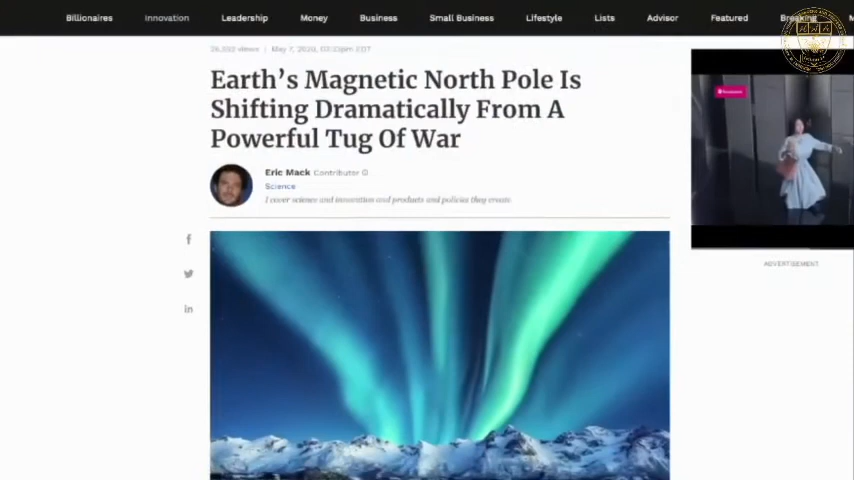 Billionaires Innovation Leadership Money Business Small Business Lifestyle Lists Advisor Featured Breaking
views | May 7, 2020, EDT
Earth's Magnetic North Pole Is
Shifting Dramatically From A
Powerful Tug Of War
Eric Mack Contributor
Science
I cover science and innovation and products and policies they create.
ADVERTISEMENT